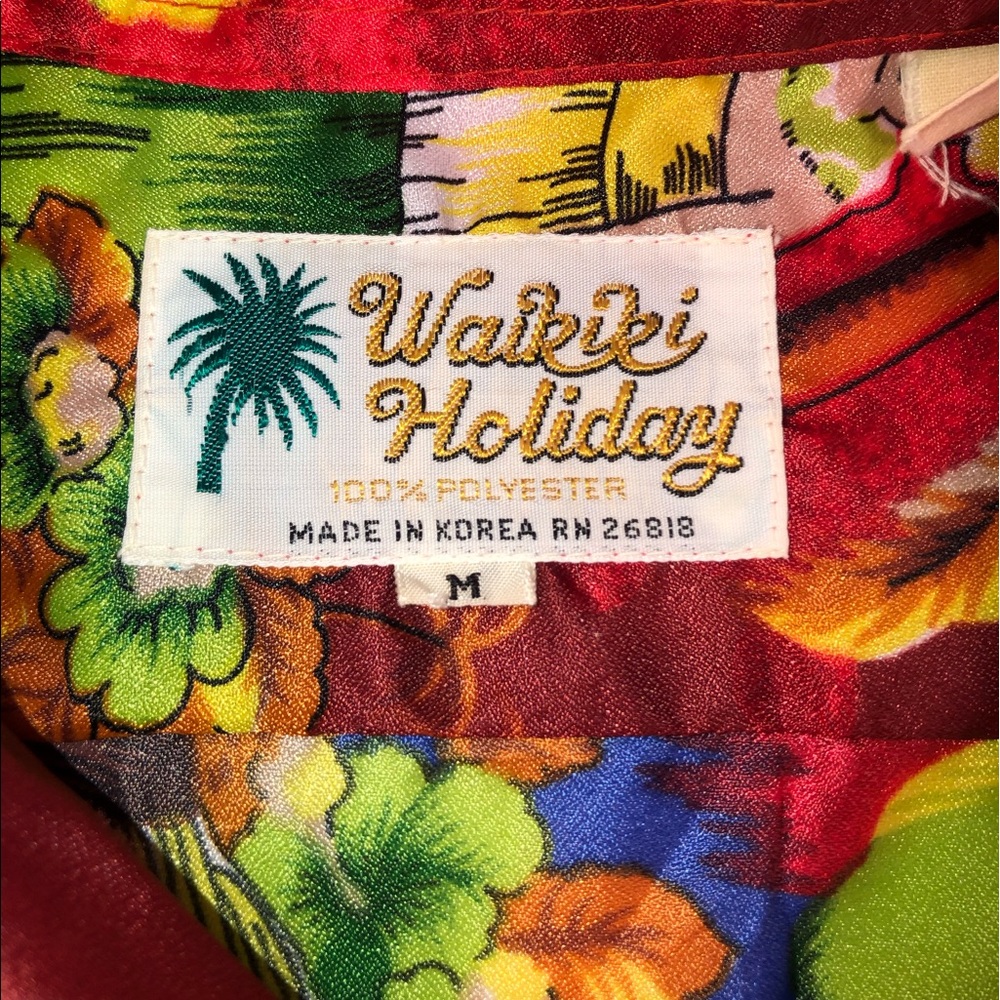 Waikiki
Holiday
100% POLYESTER
MADE IN KOREA RN 26818
M